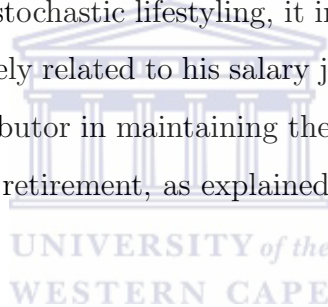 stochastic lifestyling, it i
ely related to his salary j
butor in maintaining the
retirement, as explained
UNIVERSITY of the
WESTERN CAPE